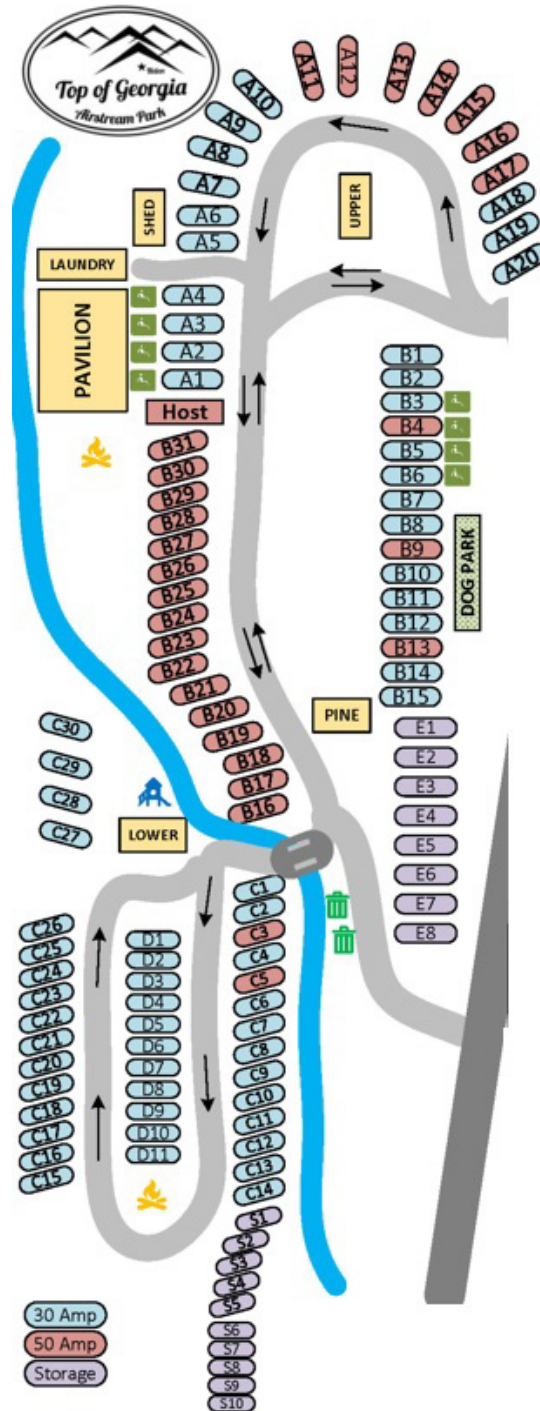 Helen
Top of Georgia
Airstream Park
A10
A11
A12
A13
A14
A15
A16
A17
A18
A19
A20
A9
A8
A7
A6
A5
SHED
UPPER
LAUNDRY
PAVILION
A4
A3
A2
A1
Host
B31
B30
B29
B28
B27
B26
B25
B24
B23
B22
B21
B20
B19
B18
B17
B16
B1
B2
B3
B4
B5
B6
B7
B8
B9
B10
B11
B12
B13
B14
B15
DOG PARK
PINE
E1
E2
E3
E4
E5
E6
E7
E8
C30
C29
C28
C27
LOWER
C26
C25
C24
C23
C22
C21
C20
C19
C18
C17
C16
C15
D1
D2
D3
D4
D5
D6
D7
D8
D9
D10
D11
C1
C2
C3
C4
C5
C6
C7
C8
C9
C10
C11
C12
C13
C14
S1
S2
S3
S4
S5
S6
S7
S8
S9
S10
30 Amp
50 Amp
Storage